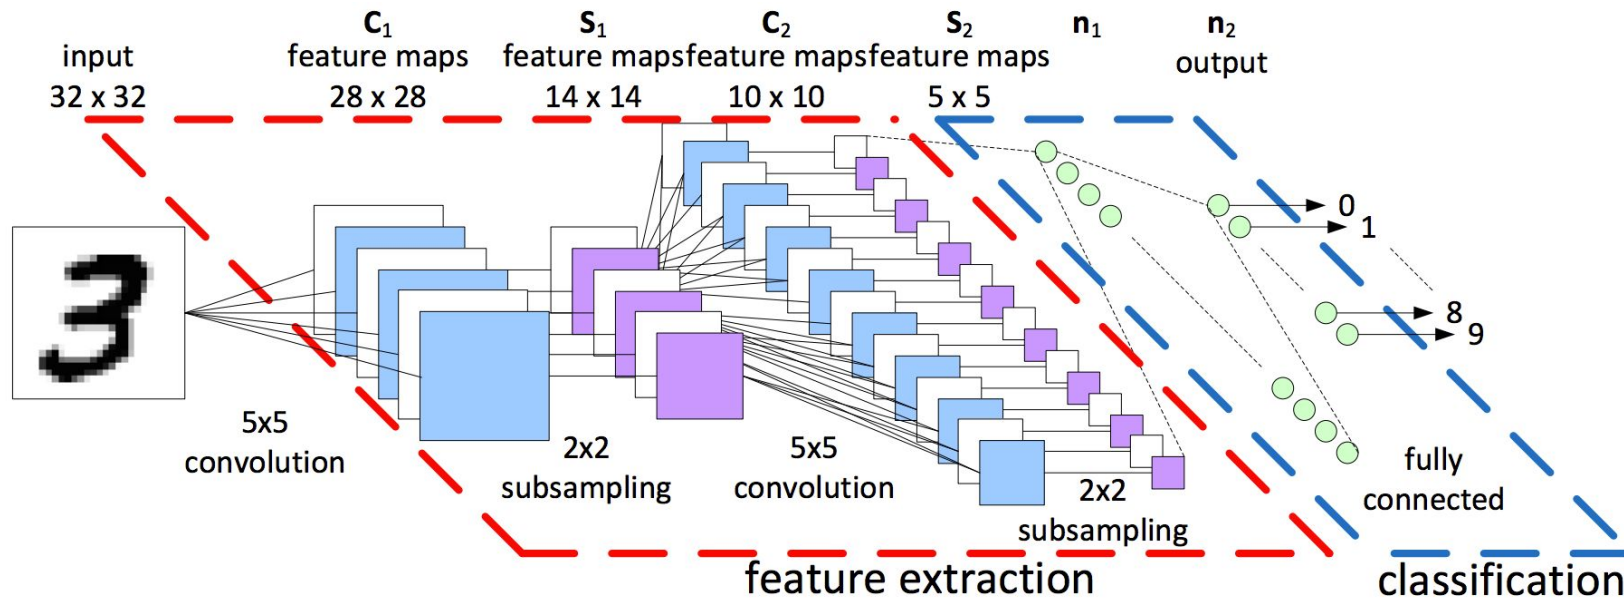 input
32 x 32
C1
feature maps
28 x 28
S1
feature maps
14 x 14
C2
feature maps
10 x 10
S2
feature maps
5 x 5
n1
n2
output
3
0
1
8
9
5x5
convolution
2x2
subsampling
5x5
convolution
2x2
subsampling
fully
connected
feature extraction
classification